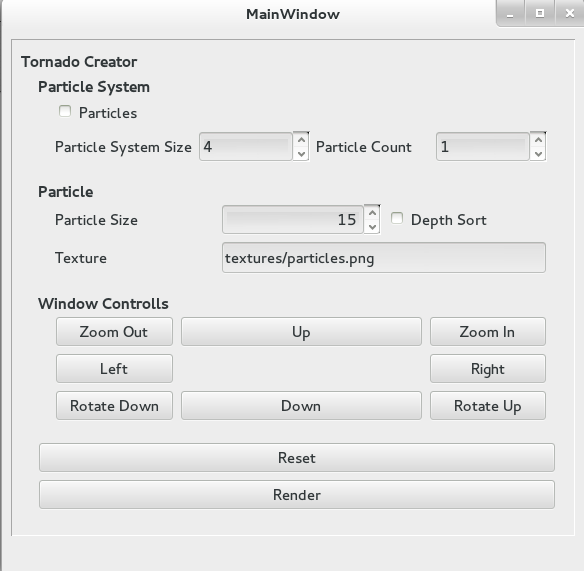 MainWindow
Tornado Creator
Particle System
Particles
Particle System Size 4 Particle Count 1
Particle
Particle Size 15 Depth Sort
Texture textures/particles.png
Window Controlls
Zoom Out Up Zoom In
Left Right
Rotate Down Down Rotate Up
Reset
Render